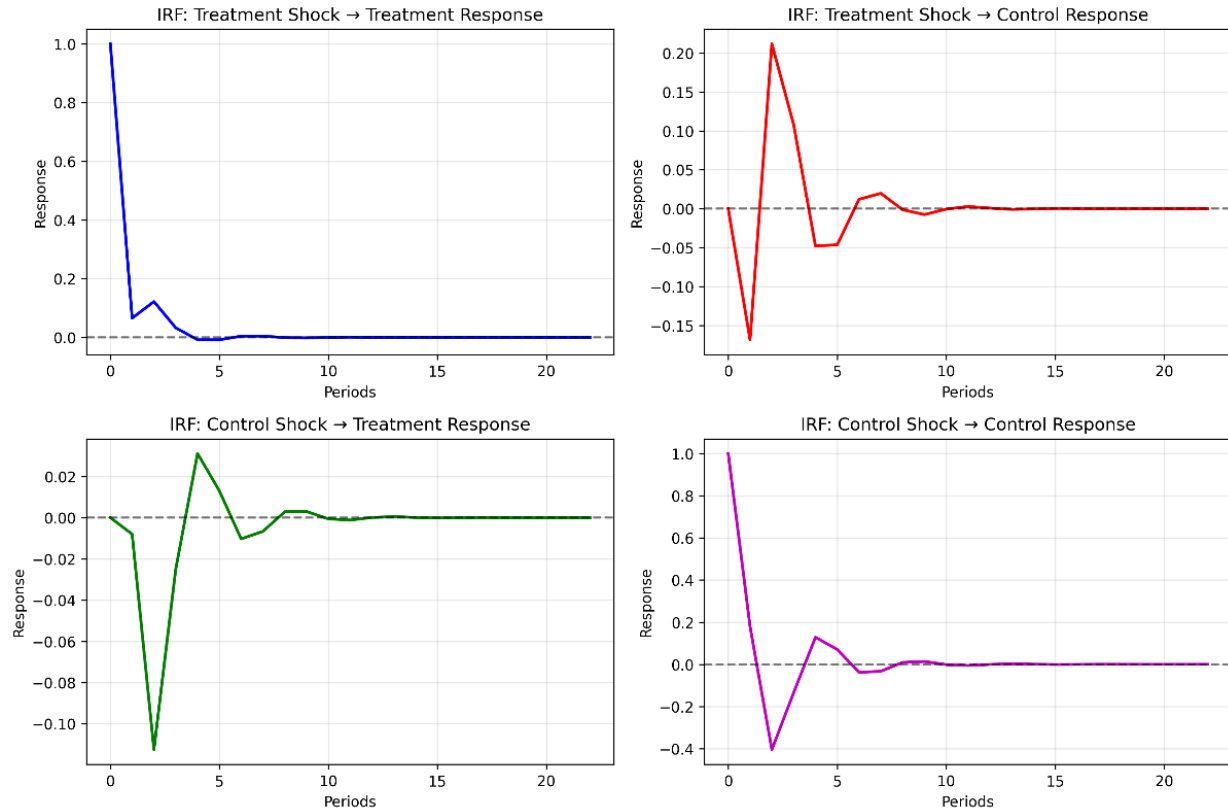 IRF: Treatment Shock → Treatment Response
1.0
0.8
0.6
0.4
0.2
0.0
Response
0 5 10 15 20
Periods
IRF: Treatment Shock → Control Response
0.20
0.15
0.10
0.05
0.00
−0.05
−0.10
−0.15
Response
0 5 10 15 20
Periods
IRF: Control Shock → Treatment Response
0.02
0.00
−0.02
−0.04
−0.06
−0.08
−0.10
Response
0 5 10 15 20
Periods
IRF: Control Shock → Control Response
1.0
0.8
0.6
0.4
0.2
0.0
−0.2
−0.4
Response
0 5 10 15 20
Periods